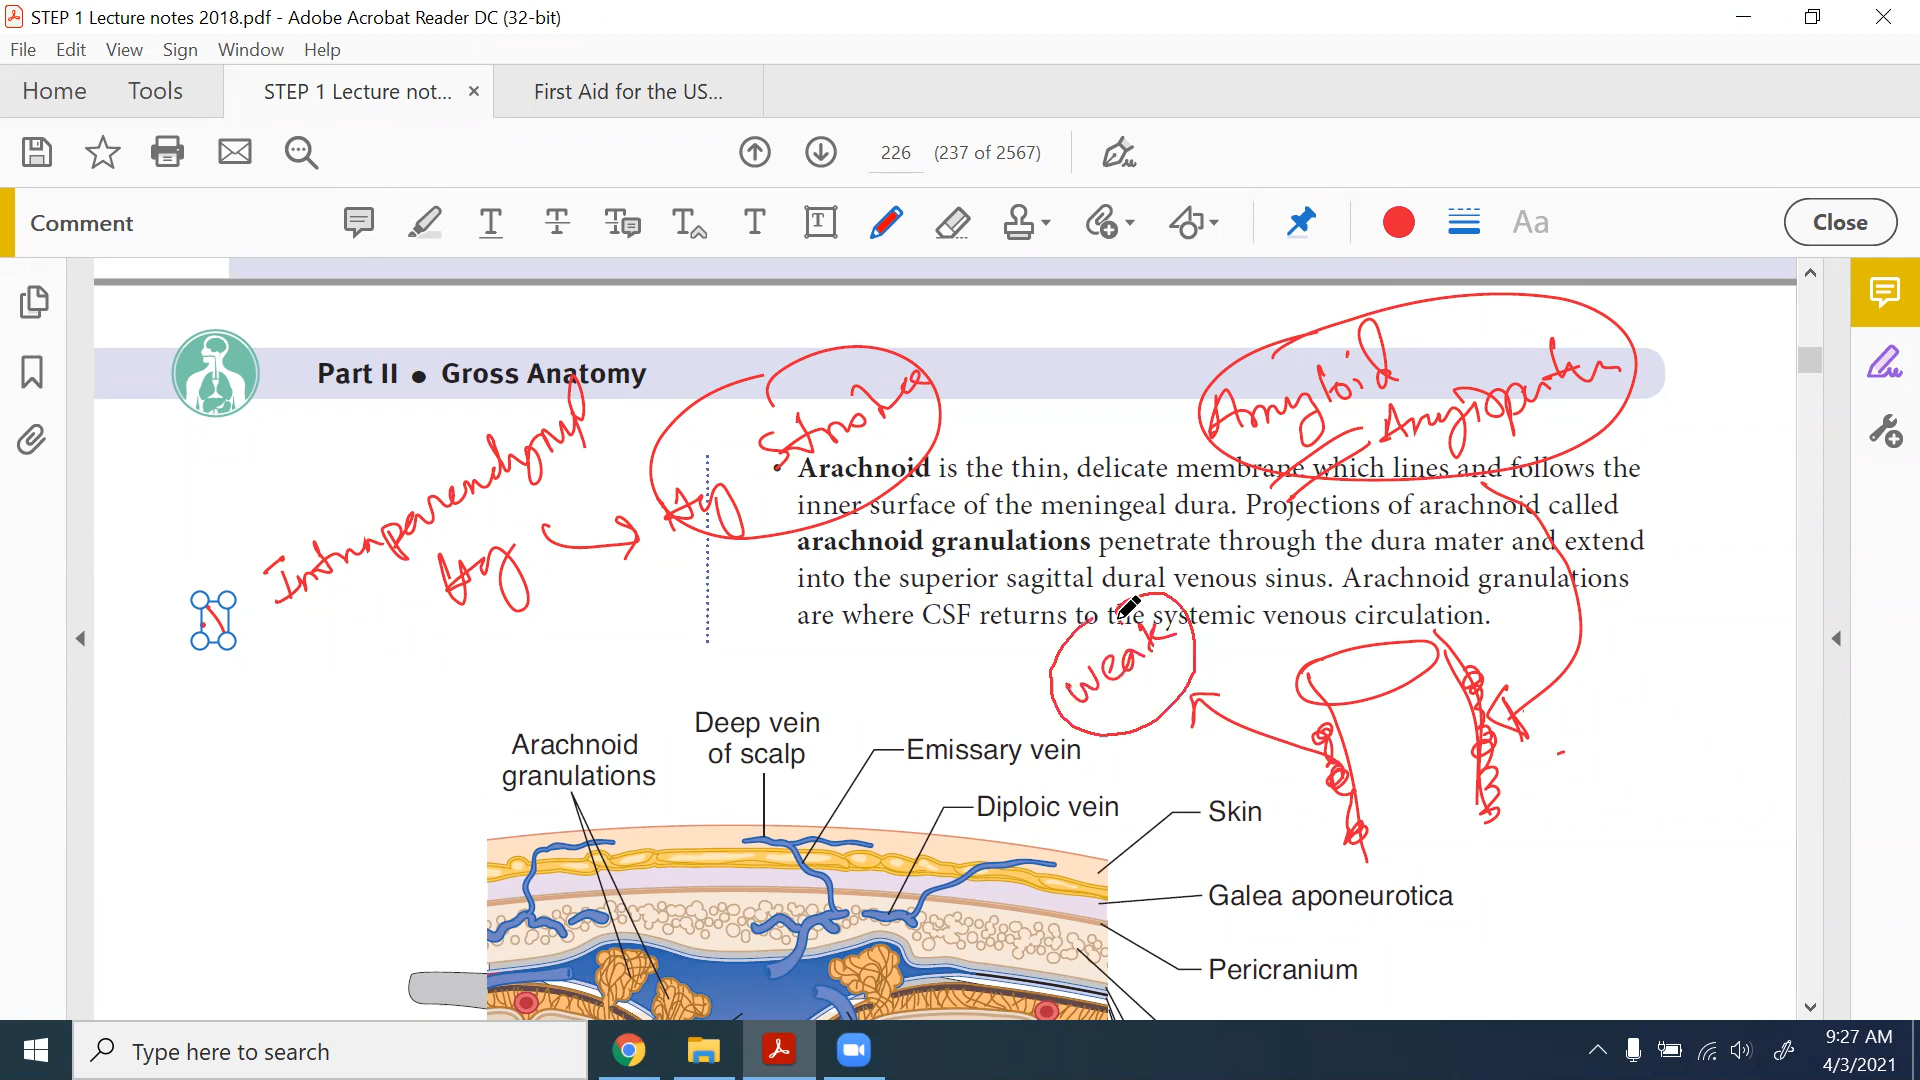 STEP 1 Lecture notes 2018.pdf - Adobe Acrobat Reader DC (32-bit)
File Edit View Sign Window Help
Home Tools STEP 1 Lecture not... × First Aid for the US...
226 (237 of 2567)
Comment Aa Close
Part II ● Gross Anatomy
Amyloid
Angiopathy
Stroke
Hg
Intraparenchymal
Hg
• Arachnoid is the thin, delicate membrane which lines and follows the
inner surface of the meningeal dura. Projections of arachnoid called
arachnoid granulations penetrate through the dura mater and extend
into the superior sagittal dural venous sinus. Arachnoid granulations
are where CSF returns to the systemic venous circulation.
weak
Arachnoid
granulations
Deep vein
of scalp
Emissary vein
Diploic vein
Skin
Galea aponeurotica
Pericranium
Type here to search
9:27 AM
4/3/2021